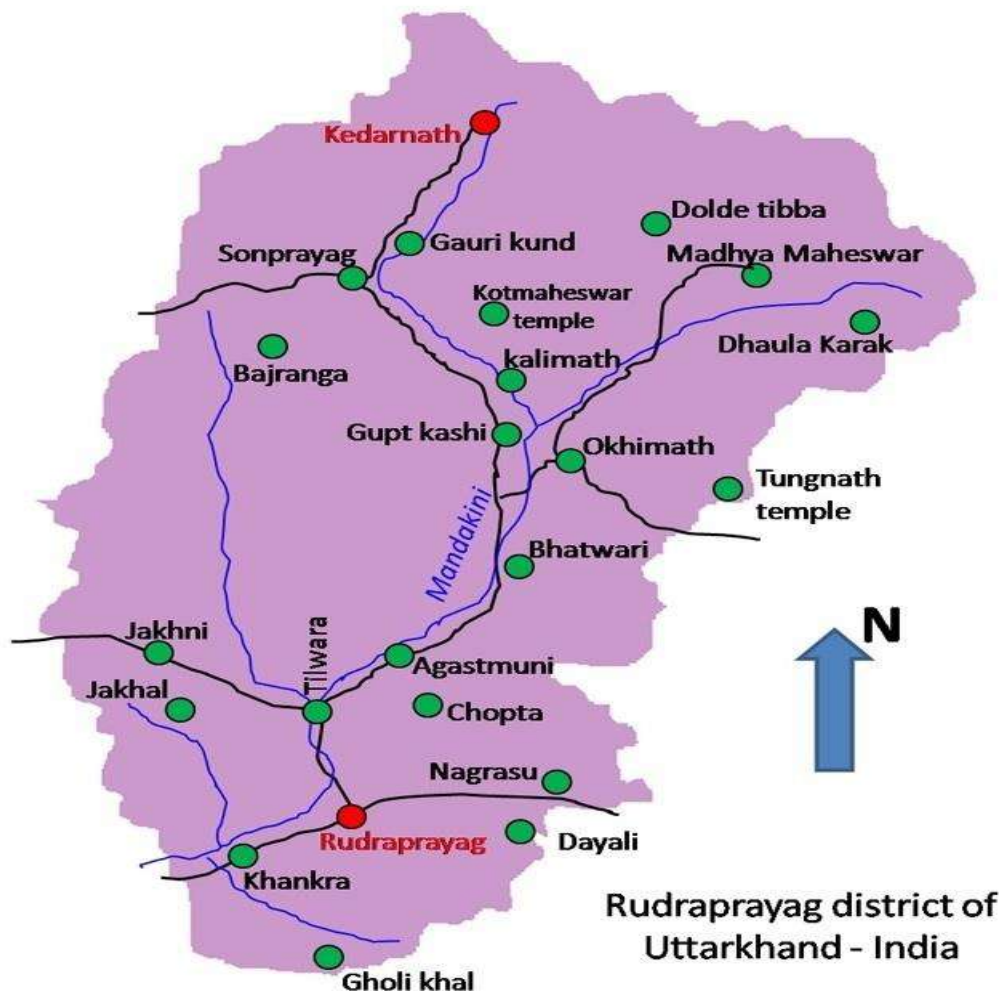 Kedarnath
Dolde tibba
Gauri kund
Sonprayag
Madhya Maheswar
Kotmaheswar
temple
Dhaula Karak
kalimath
Bajranga
Gupt kashi
Okhimath
Tungnath
temple
Mandakini
Bhatwari
N
Jakhni
Tilwara
Agastmuni
Jakhal
Chopta
Nagrasu
Rudraprayag
Dayali
Khankra
Rudraprayag district of
Uttarkhand - India
Gholi khal